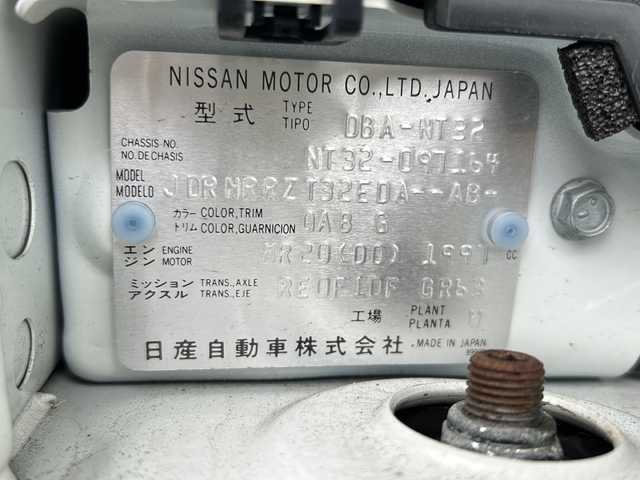 NISSAN MOTOR CO.,LTD.JAPAN
型式 TYPE TIPO DBA-NT32
CHASSIS NO. NO.DE CHASIS NT32-097164
MODEL MODELO T32EDA--AB-
カラー COLOR,TRIM トリム COLOR,GUARNICION QAB G
エンジン ENGINE MOTOR MR20(DD) 1997 CC
ミッション TRANS.,AXLE アクスル TRANS.,EJE RE0F10F GR63
工場 PLANT PLANTA
日産自動車株式会社 MADE IN JAPAN